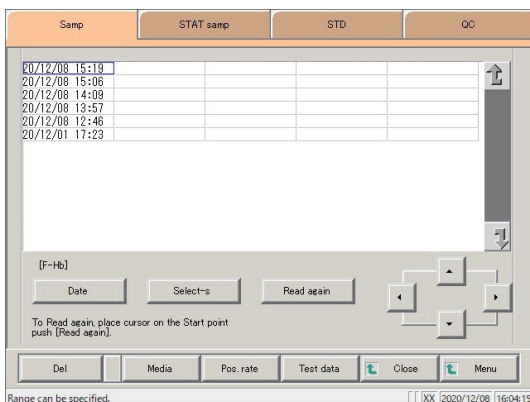 Samp STAT samp STD QC
20/12/08 15:19
20/12/08 15:06
20/12/08 14:09
20/12/08 13:57
20/12/08 12:46
20/12/01 17:23
[F-Hb]
Date Select-s Read again
To Read again, place cursor on the Start point
push [Read again].
Del Media Pos. rate Test data Close Menu
Range can be specified. XX 2020/12/08 16:04:15